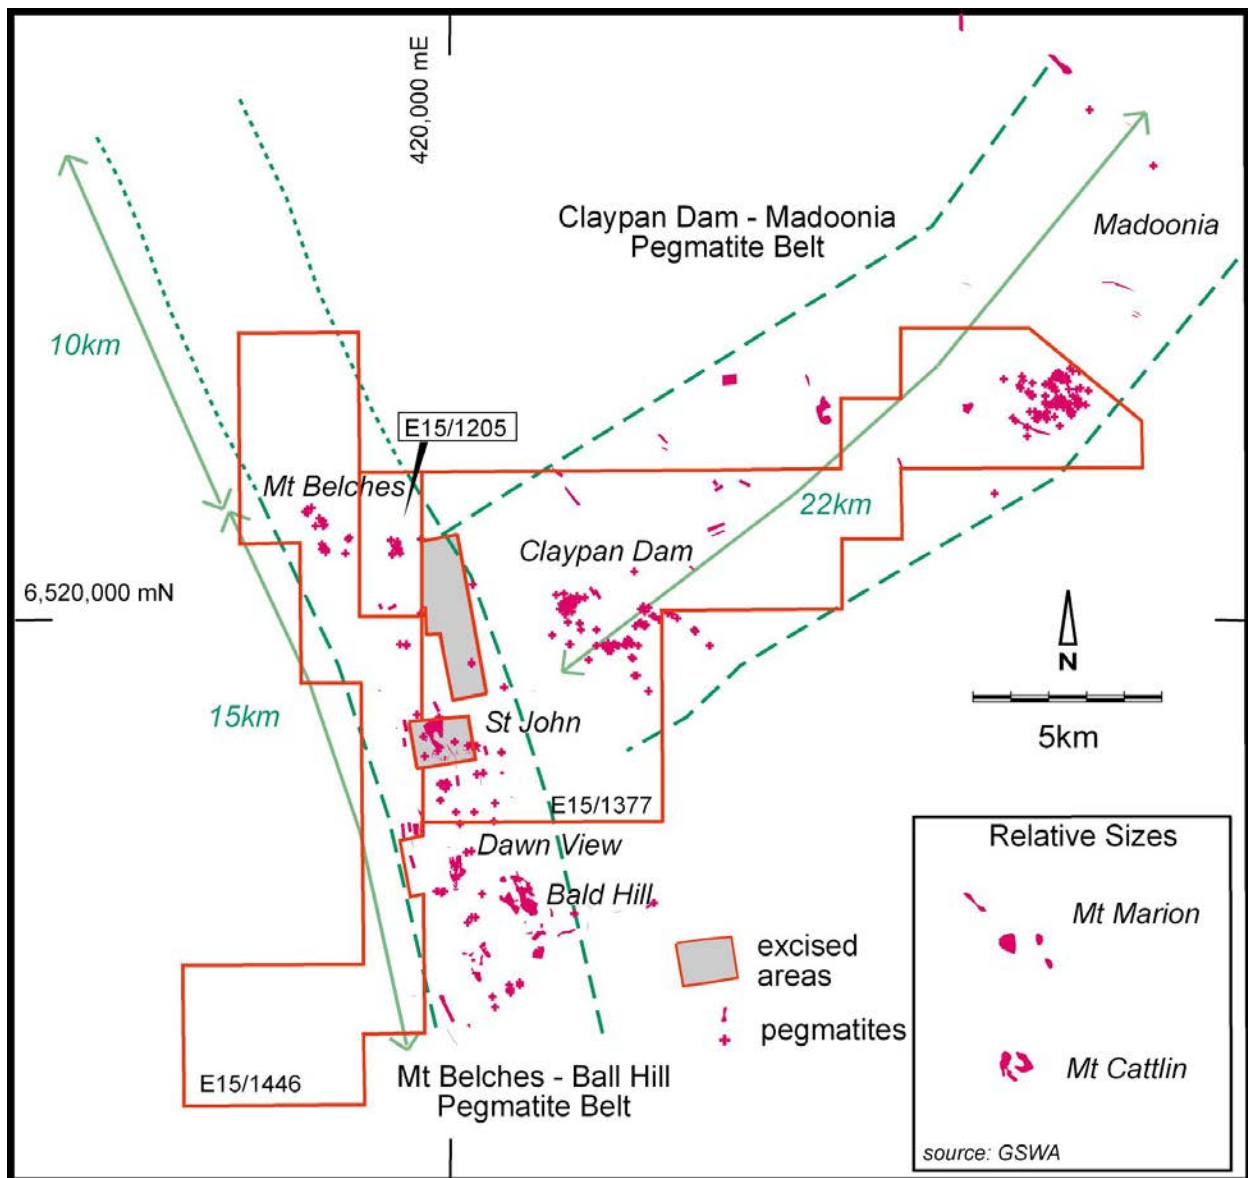 420,000 mE
Claypan Dam - Madoonia
Pegmatite Belt
Madoonia
10km
E15/1205
Mt Belches
22km
Claypan Dam
6,520,000 mN
N
15km
St John
5km
E15/1377
Dawn View
Relative Sizes
Bald Hill
Mt Marion
excised
areas
pegmatites
Mt Cattlin
E15/1446
Mt Belches - Ball Hill
Pegmatite Belt
source: GSWA